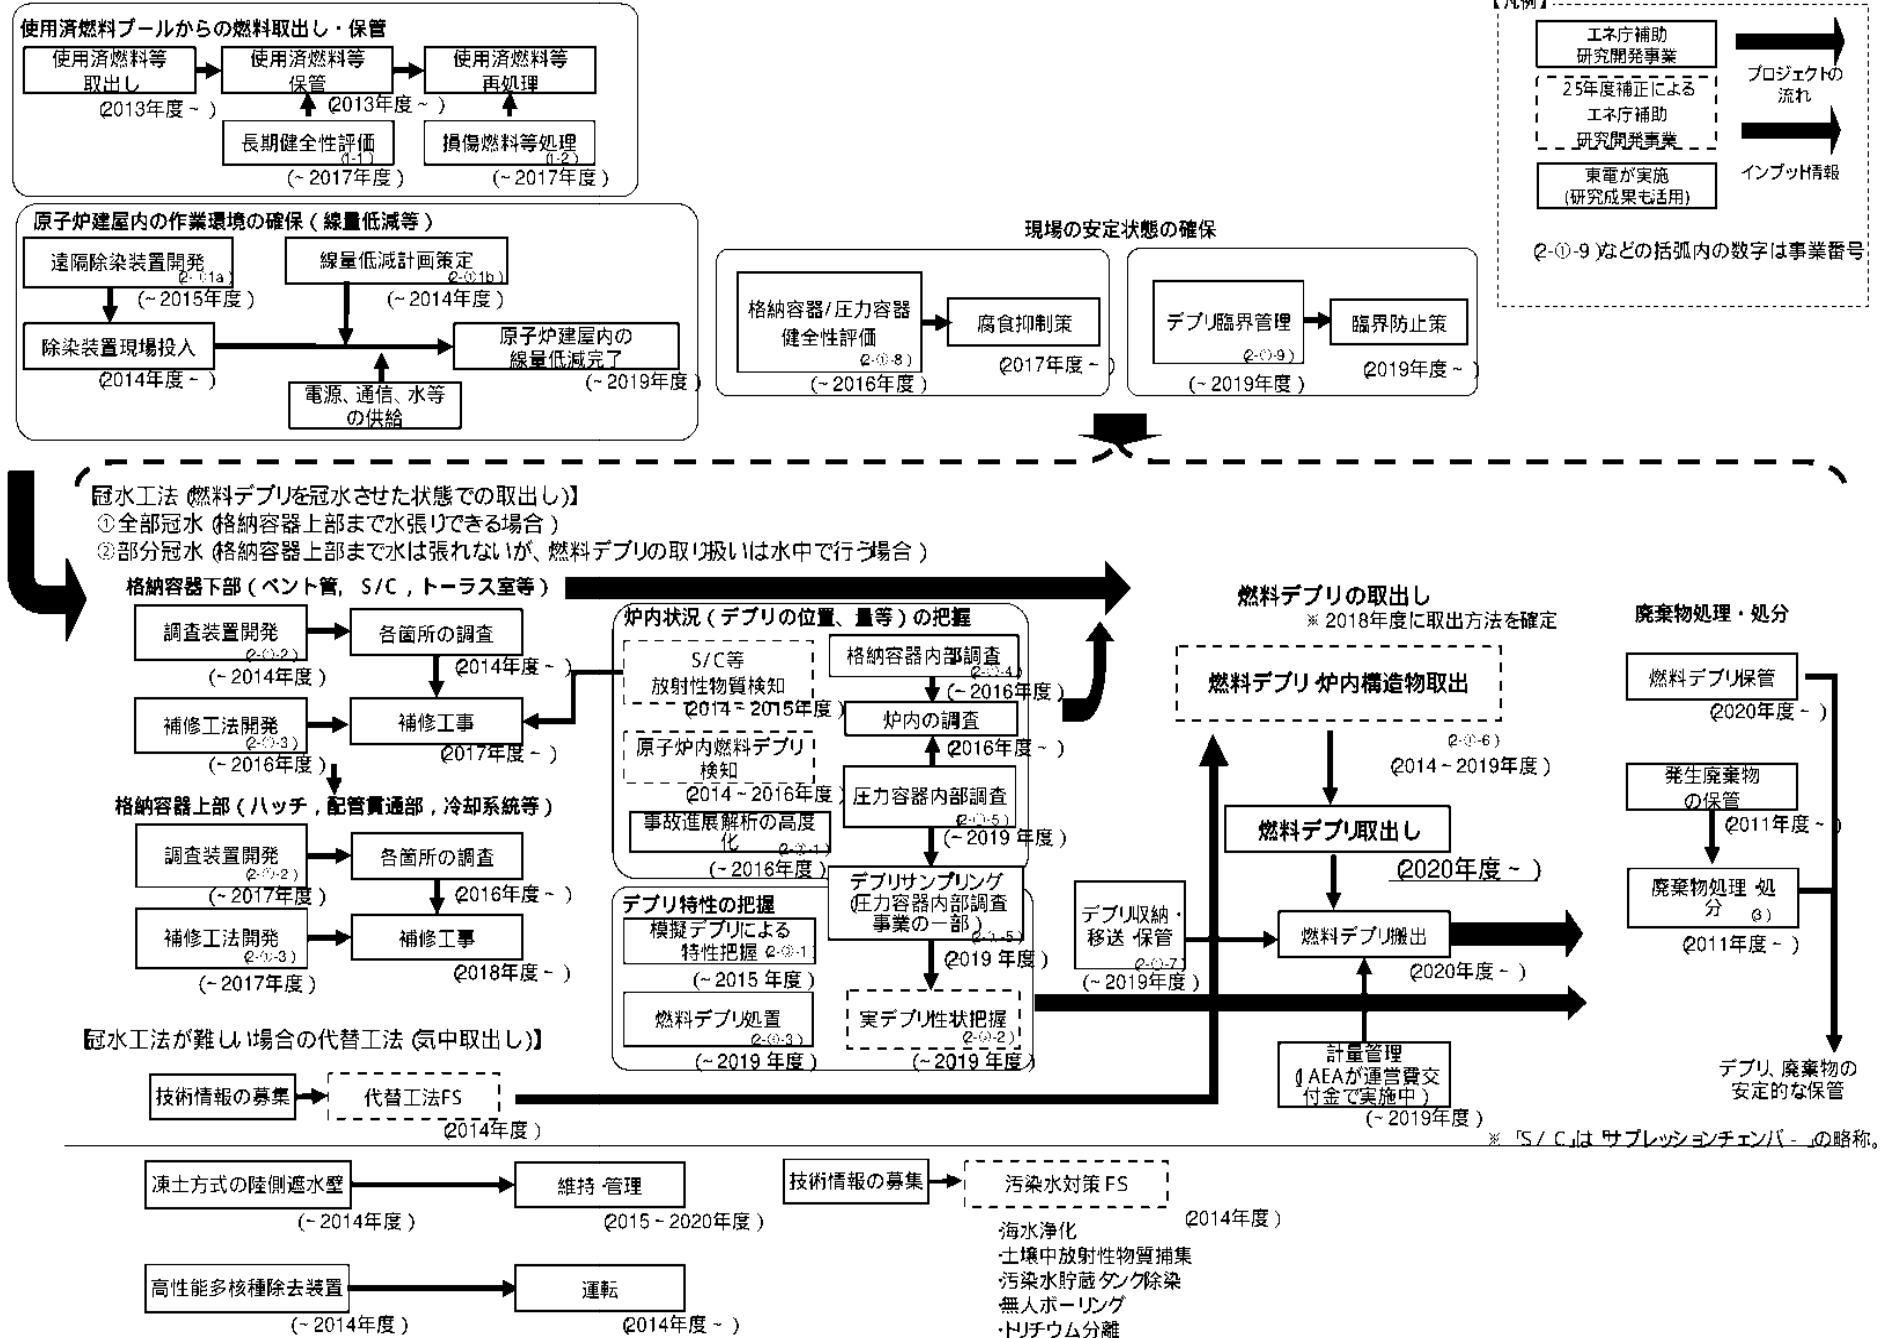 使用済燃料プールからの燃料取出し・保管
使用済燃料等
取出し
(2013年度~)
使用済燃料等
保管
(2013年度~)
使用済燃料等
再処理
長期健全性評価
(1-1)
(~2017年度)
損傷燃料等処理
(1-2)
(~2017年度)
【凡例】
エネ庁補助
研究開発事業
プロジェクトの
流れ
25年度補正による
エネ庁補助
研究開発事業
インプット情報
東電が実施
(研究成果も活用)
(2-①-9)などの括弧内の数字は事業番号
原子炉建屋内の作業環境の確保(線量低減等)
遠隔除染装置開発
(2-①1a)
(~2015年度)
線量低減計画策定
(2-①1b)
(~2014年度)
除染装置現場投入
(2014年度~)
原子炉建屋内の
線量低減完了
(~2019年度)
電源、通信、水等
の供給
現場の安定状態の確保
格納容器/圧力容器
健全性評価
(2-①-8)
(~2016年度)
腐食抑制策
(2017年度~)
デブリ臨界管理
(2-①-9)
(~2019年度)
臨界防止策
(2019年度~)
冠水工法(燃料デブリを冠水させた状態での取出し)】
①全部冠水(格納容器上部まで水張りできる場合)
②部分冠水(格納容器上部まで水は張れないが、燃料デブリの取り扱いは水中で行う場合)
格納容器下部(ベント管, S/C,トーラス室等)
調査装置開発
(2-①-2)
(~2014年度)
各箇所の調査
(2014年度~)
補修工法開発
(2-①-3)
(~2016年度)
補修工事
(2017年度~)
格納容器上部(ハッチ,配管貫通部,冷却系統等)
調査装置開発
(2-①-2)
(~2017年度)
各箇所の調査
(2016年度~)
補修工法開発
(2-①-3)
(~2017年度)
補修工事
(2018年度~)
炉内状況(デブリの位置、量等)の把握
S/C等
放射性物質検知
(2014~2015年度)
格納容器内部調査
(2-①-4)
(~2016年度)
炉内の調査
(2016年度~)
原子炉内燃料デブリ
検知
(2014~2016年度)
圧力容器内部調査
(2-①-5)
(~2019年度)
事故進展解析の高度
化
(~2016年度)
デブリサンプリング
(圧力容器内部調査
事業の一部)
(2-①-5)
(2019年度)
デブリ特性の把握
模擬デブリによる
特性把握(2-②-1)
(~2015年度)
燃料デブリ処置
(2-②-3)
(~2019年度)
実デブリ性状把握
(2-②-2)
(~2019年度)
燃料デブリの取出し
※2018年度に取出方法を確定
燃料デブリ・炉内構造物取出
(2-①-6)
(2014~2019年度)
燃料デブリ取出し
(2020年度~)
デブリ収納・
移送・保管
(2-①-7)
(~2019年度)
燃料デブリ搬出
(2020年度~)
計量管理
(JAEAが運営費交
付金で実施中)
(~2019年度)
廃棄物処理・処分
燃料デブリ保管
(2020年度~)
発生廃棄物
の保管
(2011年度~)
廃棄物処理・処
分
(3)
(2011年度~)
デブリ、廃棄物の
安定的な保管
【冠水工法が難しい場合の代替工法(気中取出し)】
技術情報の募集
代替工法FS
(2014年度)
※「S/C」は「サプレッションチェンバ-」の略称。
凍土方式の陸側遮水壁
(~2014年度)
維持・管理
(2015~2020年度)
技術情報の募集
汚染水対策FS
(2014年度)
・海水浄化
・土壌中放射性物質捕集
・汚染水貯蔵タンク除染
・無人ボーリング
・トリチウム分離
高性能多核種除去装置
(~2014年度)
運転
(2014年度~)